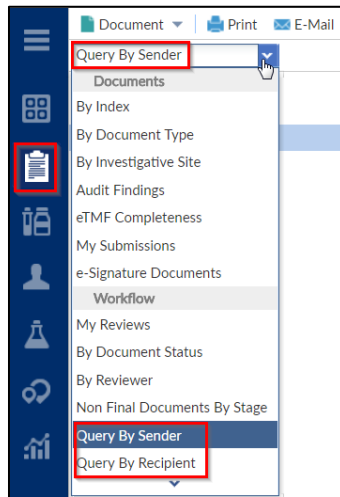 Document Print E-Mail
Query By Sender
Documents
By Index
By Document Type
By Investigative Site
Audit Findings
eTMF Completeness
My Submissions
e-Signature Documents
Workflow
My Reviews
By Document Status
By Reviewer
Non Final Documents By Stage
Query By Sender
Query By Recipient